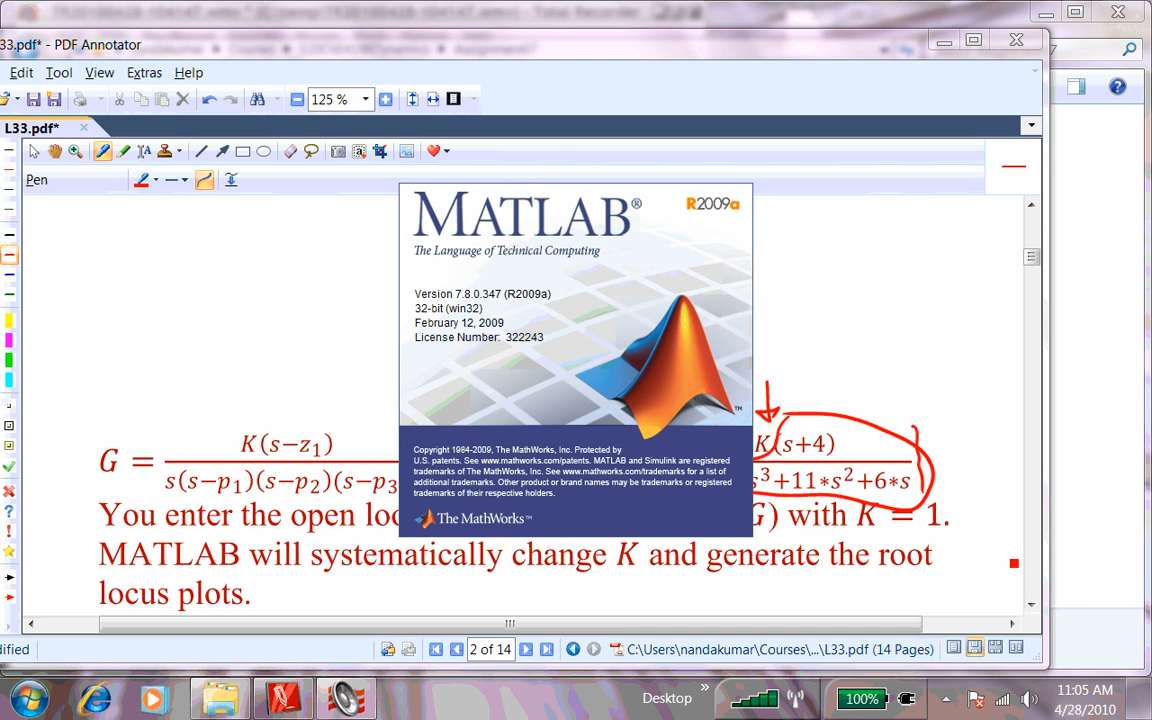 L33.pdf* - PDF Annotator
Edit Tool View Extras Help
125 %
L33.pdf*
Pen
MATLAB® R2009a
The Language of Technical Computing
Version 7.8.0.347 (R2009a)
32-bit (win32)
February 12, 2009
License Number: 322243
Copyright 1984-2009, The MathWorks, Inc. Protected by
U.S. patents. See www.mathworks.com/patents. MATLAB and Simulink are registered
trademarks of The MathWorks, Inc. See www.mathworks.com/trademarks for a list of
additional trademarks. Other product or brand names may be trademarks or registered
trademarks of their respective holders.
The MathWorks™
K(s−z₁) K(s+4)
G =
s(s−p₁)(s−p₂)(s−p₃ s³+11∗s²+6∗s
You enter the open loo G) with K = 1.
MATLAB will systematically change K and generate the root
locus plots.
dified 2 of 14 C:\Users\nandakumar\Courses\...\L33.pdf (14 Pages)
Desktop » 100% 11:05 AM
4/28/2010